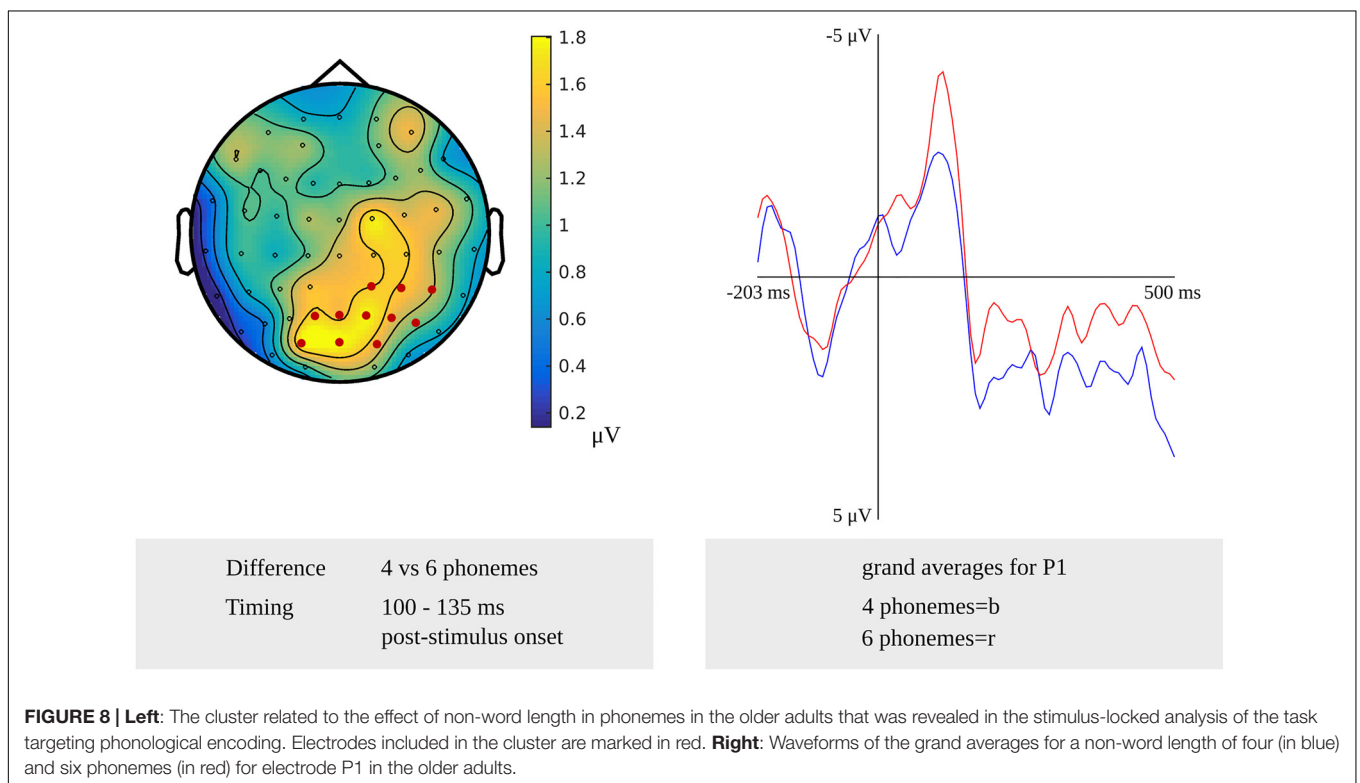 1.8
1.6
1.4
1.2
1
0.8
0.6
0.4
0.2
μV
-5 μV
-203 ms
500 ms
5 μV
Difference 4 vs 6 phonemes
Timing 100 - 135 ms
post-stimulus onset
grand averages for P1
4 phonemes=b
6 phonemes=r
FIGURE 8 | Left: The cluster related to the effect of non-word length in phonemes in the older adults that was revealed in the stimulus-locked analysis of the task
targeting phonological encoding. Electrodes included in the cluster are marked in red. Right: Waveforms of the grand averages for a non-word length of four (in blue)
and six phonemes (in red) for electrode P1 in the older adults.